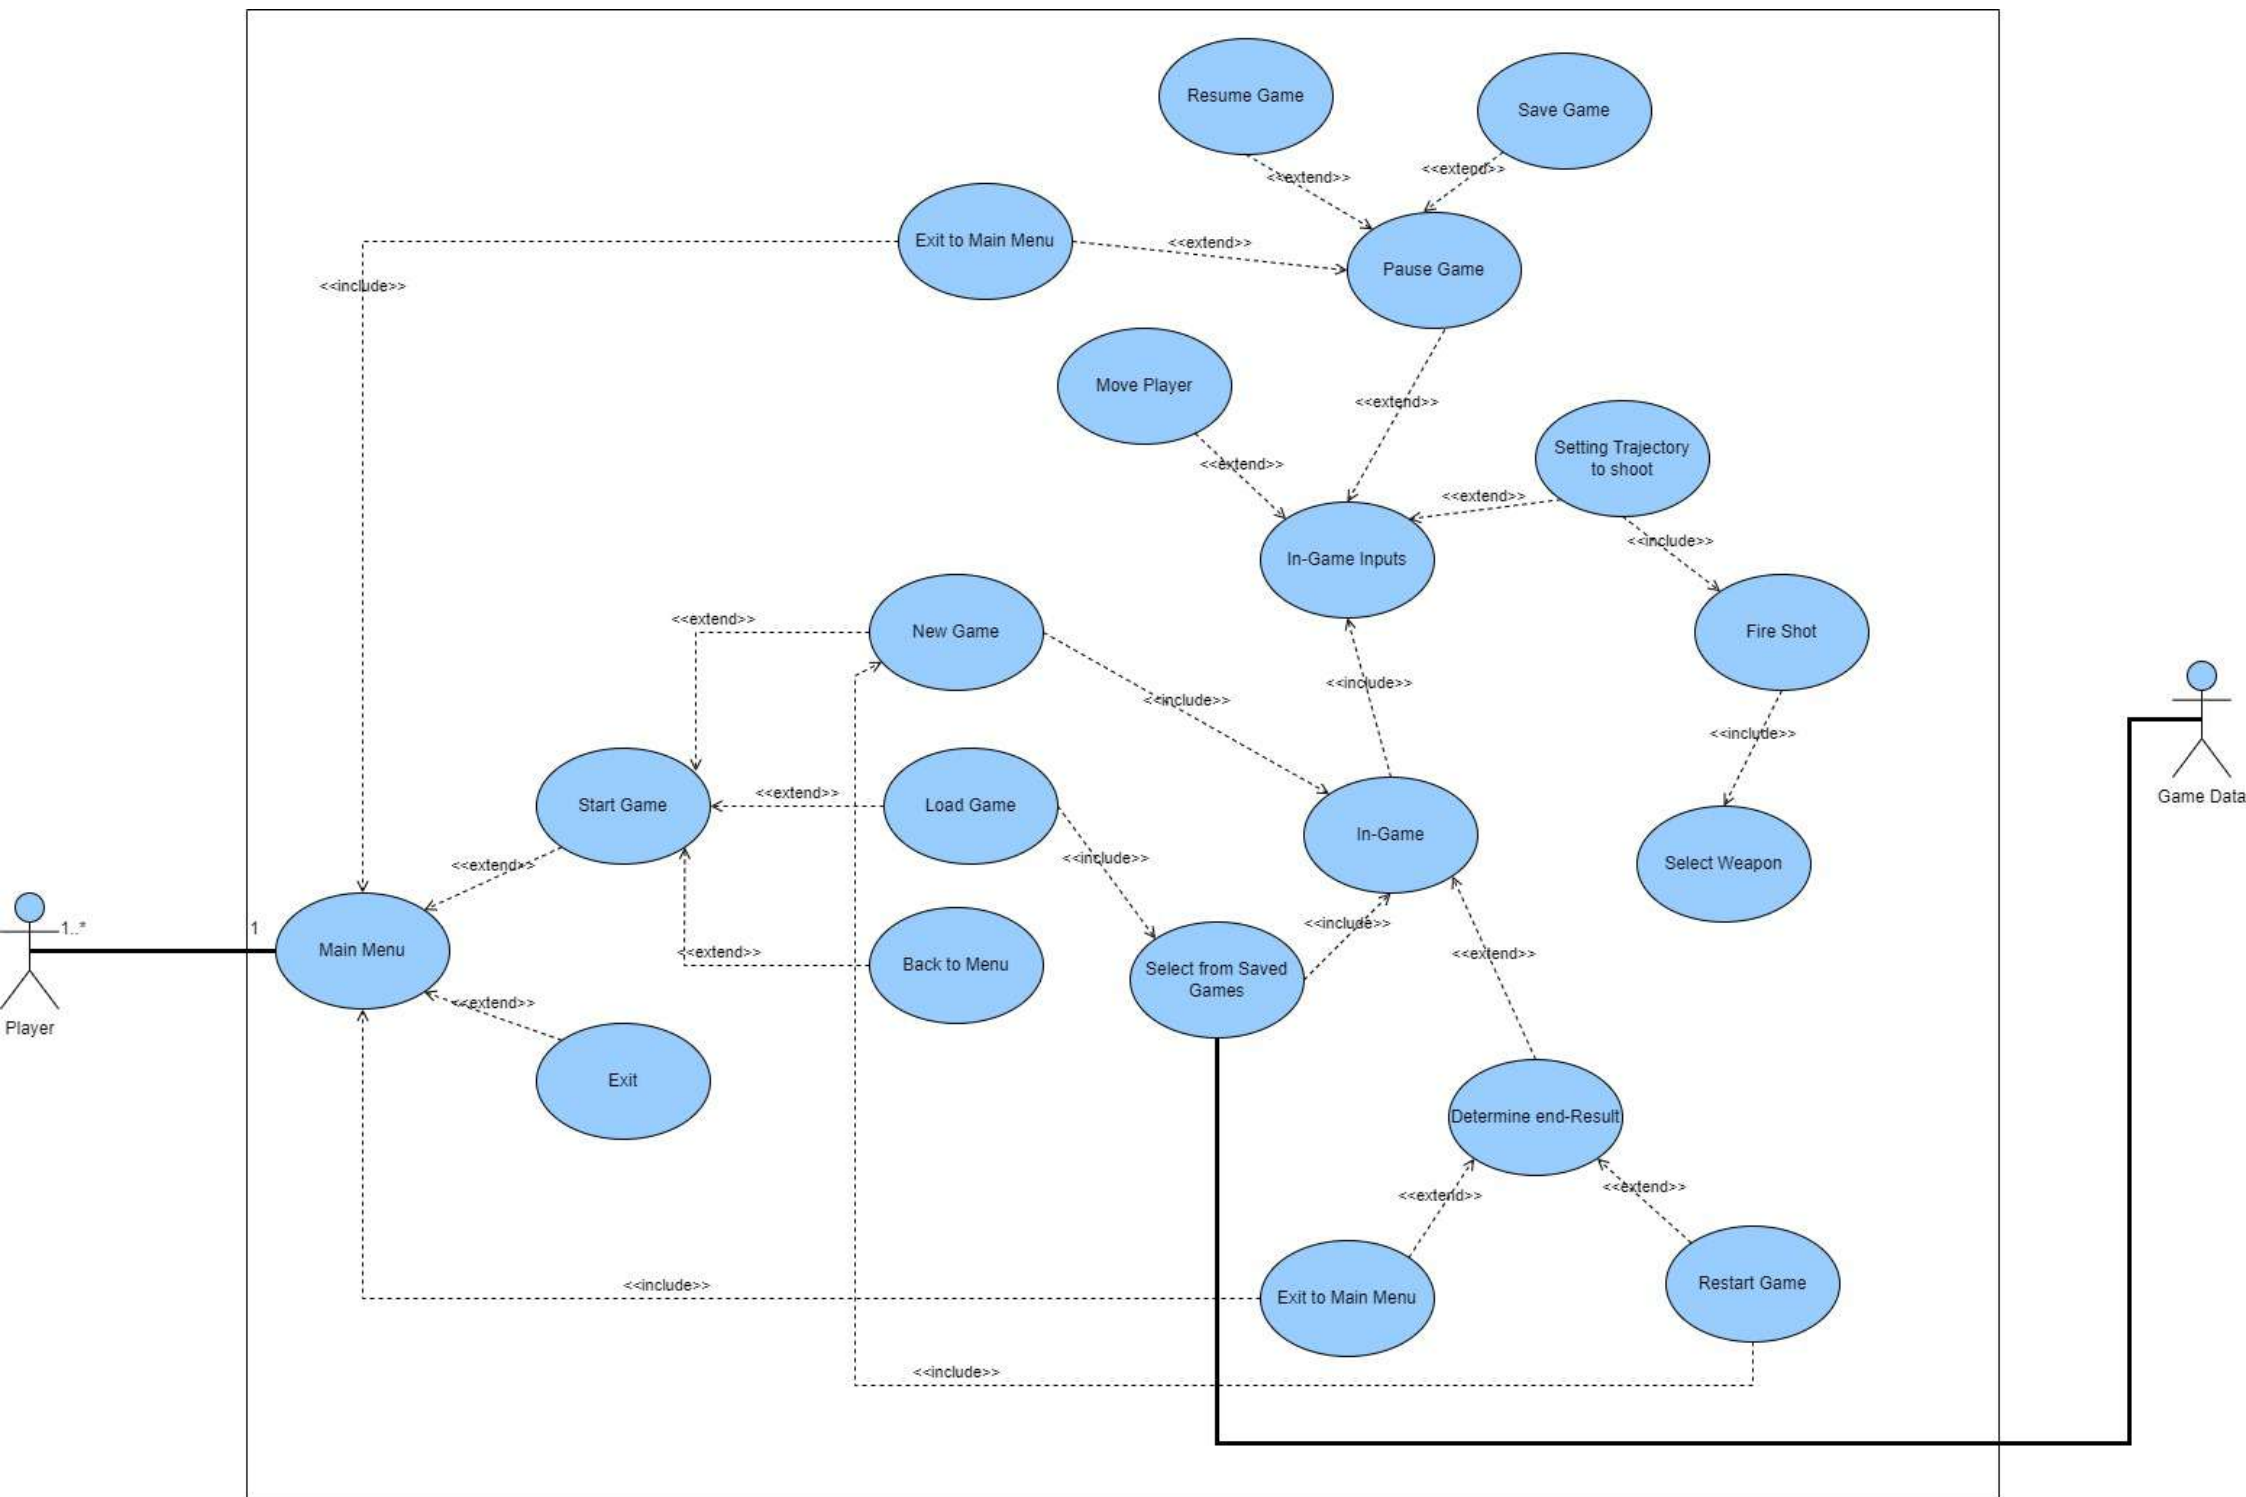 Resume Game
Save Game
<<extend>>
<<extend>>
Exit to Main Menu
<<extend>>
Pause Game
<<include>>
Move Player
<<extend>>
Setting Trajectory
to shoot
<<extend>>
<<extend>>
<<include>>
In-Game Inputs
New Game
<<extend>>
Fire Shot
<<include>>
<<include>>
<<include>>
Start Game
<<extend>>
Load Game
In-Game
Game Data
<<extend>>
<<include>>
Select Weapon
1..*
1
<<include>>
Main Menu
<<extend>>
Back to Menu
<<extend>>
Select from Saved
Games
<<extend>>
Player
Exit
Determine end-Result
<<extend>>
<<extend>>
<<include>>
Exit to Main Menu
Restart Game
<<include>>